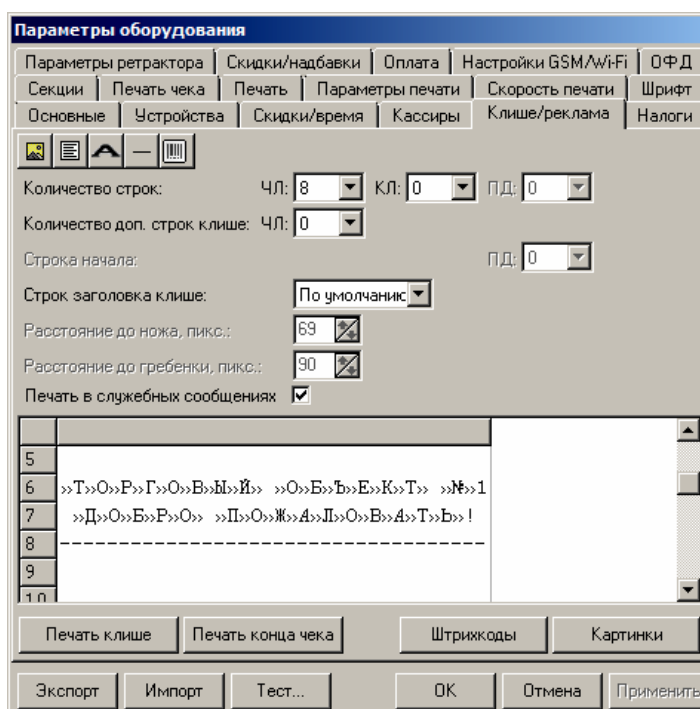 Параметры оборудования
Параметры ретрактора Скидки/надбавки Оплата Настройки GSM/Wi-Fi ОФД
Секции Печать чека Печать Параметры печати Скорость печати Шрифт
Основные Устройства Скидки/время Кассиры Клише/реклама Налоги
Количество строк: ЧЛ: 8 КЛ: 0 ПД: 0
Количество доп. строк клише: ЧЛ: 0
Строка начала: ПД: 0
Строк заголовка клише: По умолчанию
Расстояние до ножа, пикс.: 69
Расстояние до гребенки, пикс.: 90
Печать в служебных сообщениях
5
6 »Т»О»Р»Г»О»В»Ы»Й» »О»Б»Ъ»Е»К»Т» »№»1
7 »Д»О»Б»Р»О» »П»О»Ж»А»Л»О»В»А»Т»Ь»!
8 ------------------------------------
9
10
Печать клише Печать конца чека Штрихкоды Картинки
Экспорт Импорт Тест... OK Отмена Применить